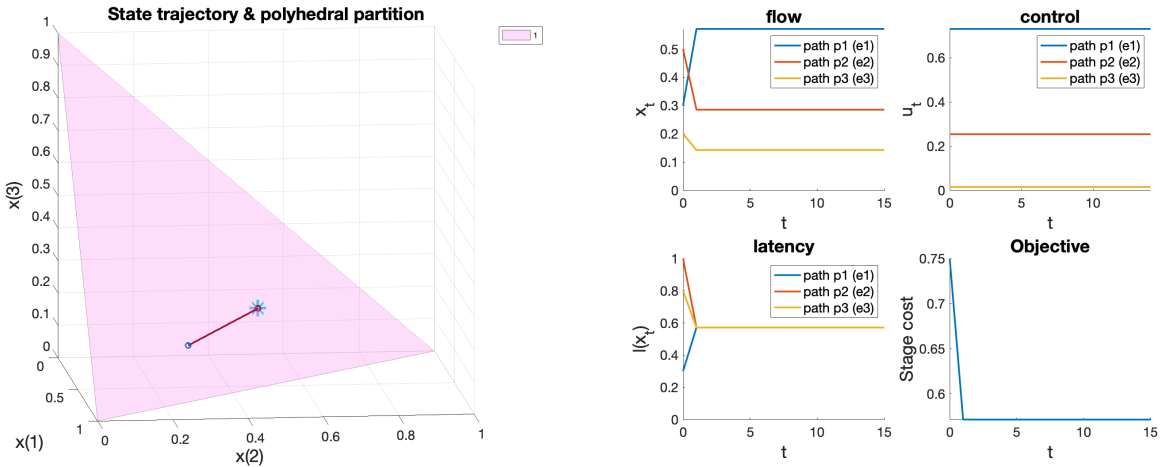 State trajectory & polyhedral partition
1
1
0.9
0.8
0.7
0.6
0.5
0.4
0.3
0.2
0.1
0
x(3)
0
0.5
1
x(1)
0
0.2
0.4
0.6
0.8
1
x(2)
flow
path p1 (e1)
path p2 (e2)
path p3 (e3)
0.5
0.4
0.3
0.2
0.1
0
x_t
0 5 10 15
t
control
path p1 (e1)
path p2 (e2)
path p3 (e3)
0.6
0.4
0.2
0
u_t
0 5 10
t
latency
path p1 (e1)
path p2 (e2)
path p3 (e3)
1
0.8
0.6
0.4
0.2
0
l(x_t)
0 5 10 15
t
Objective
0.75
0.7
0.65
0.6
Stage cost
0 5 10 15
t